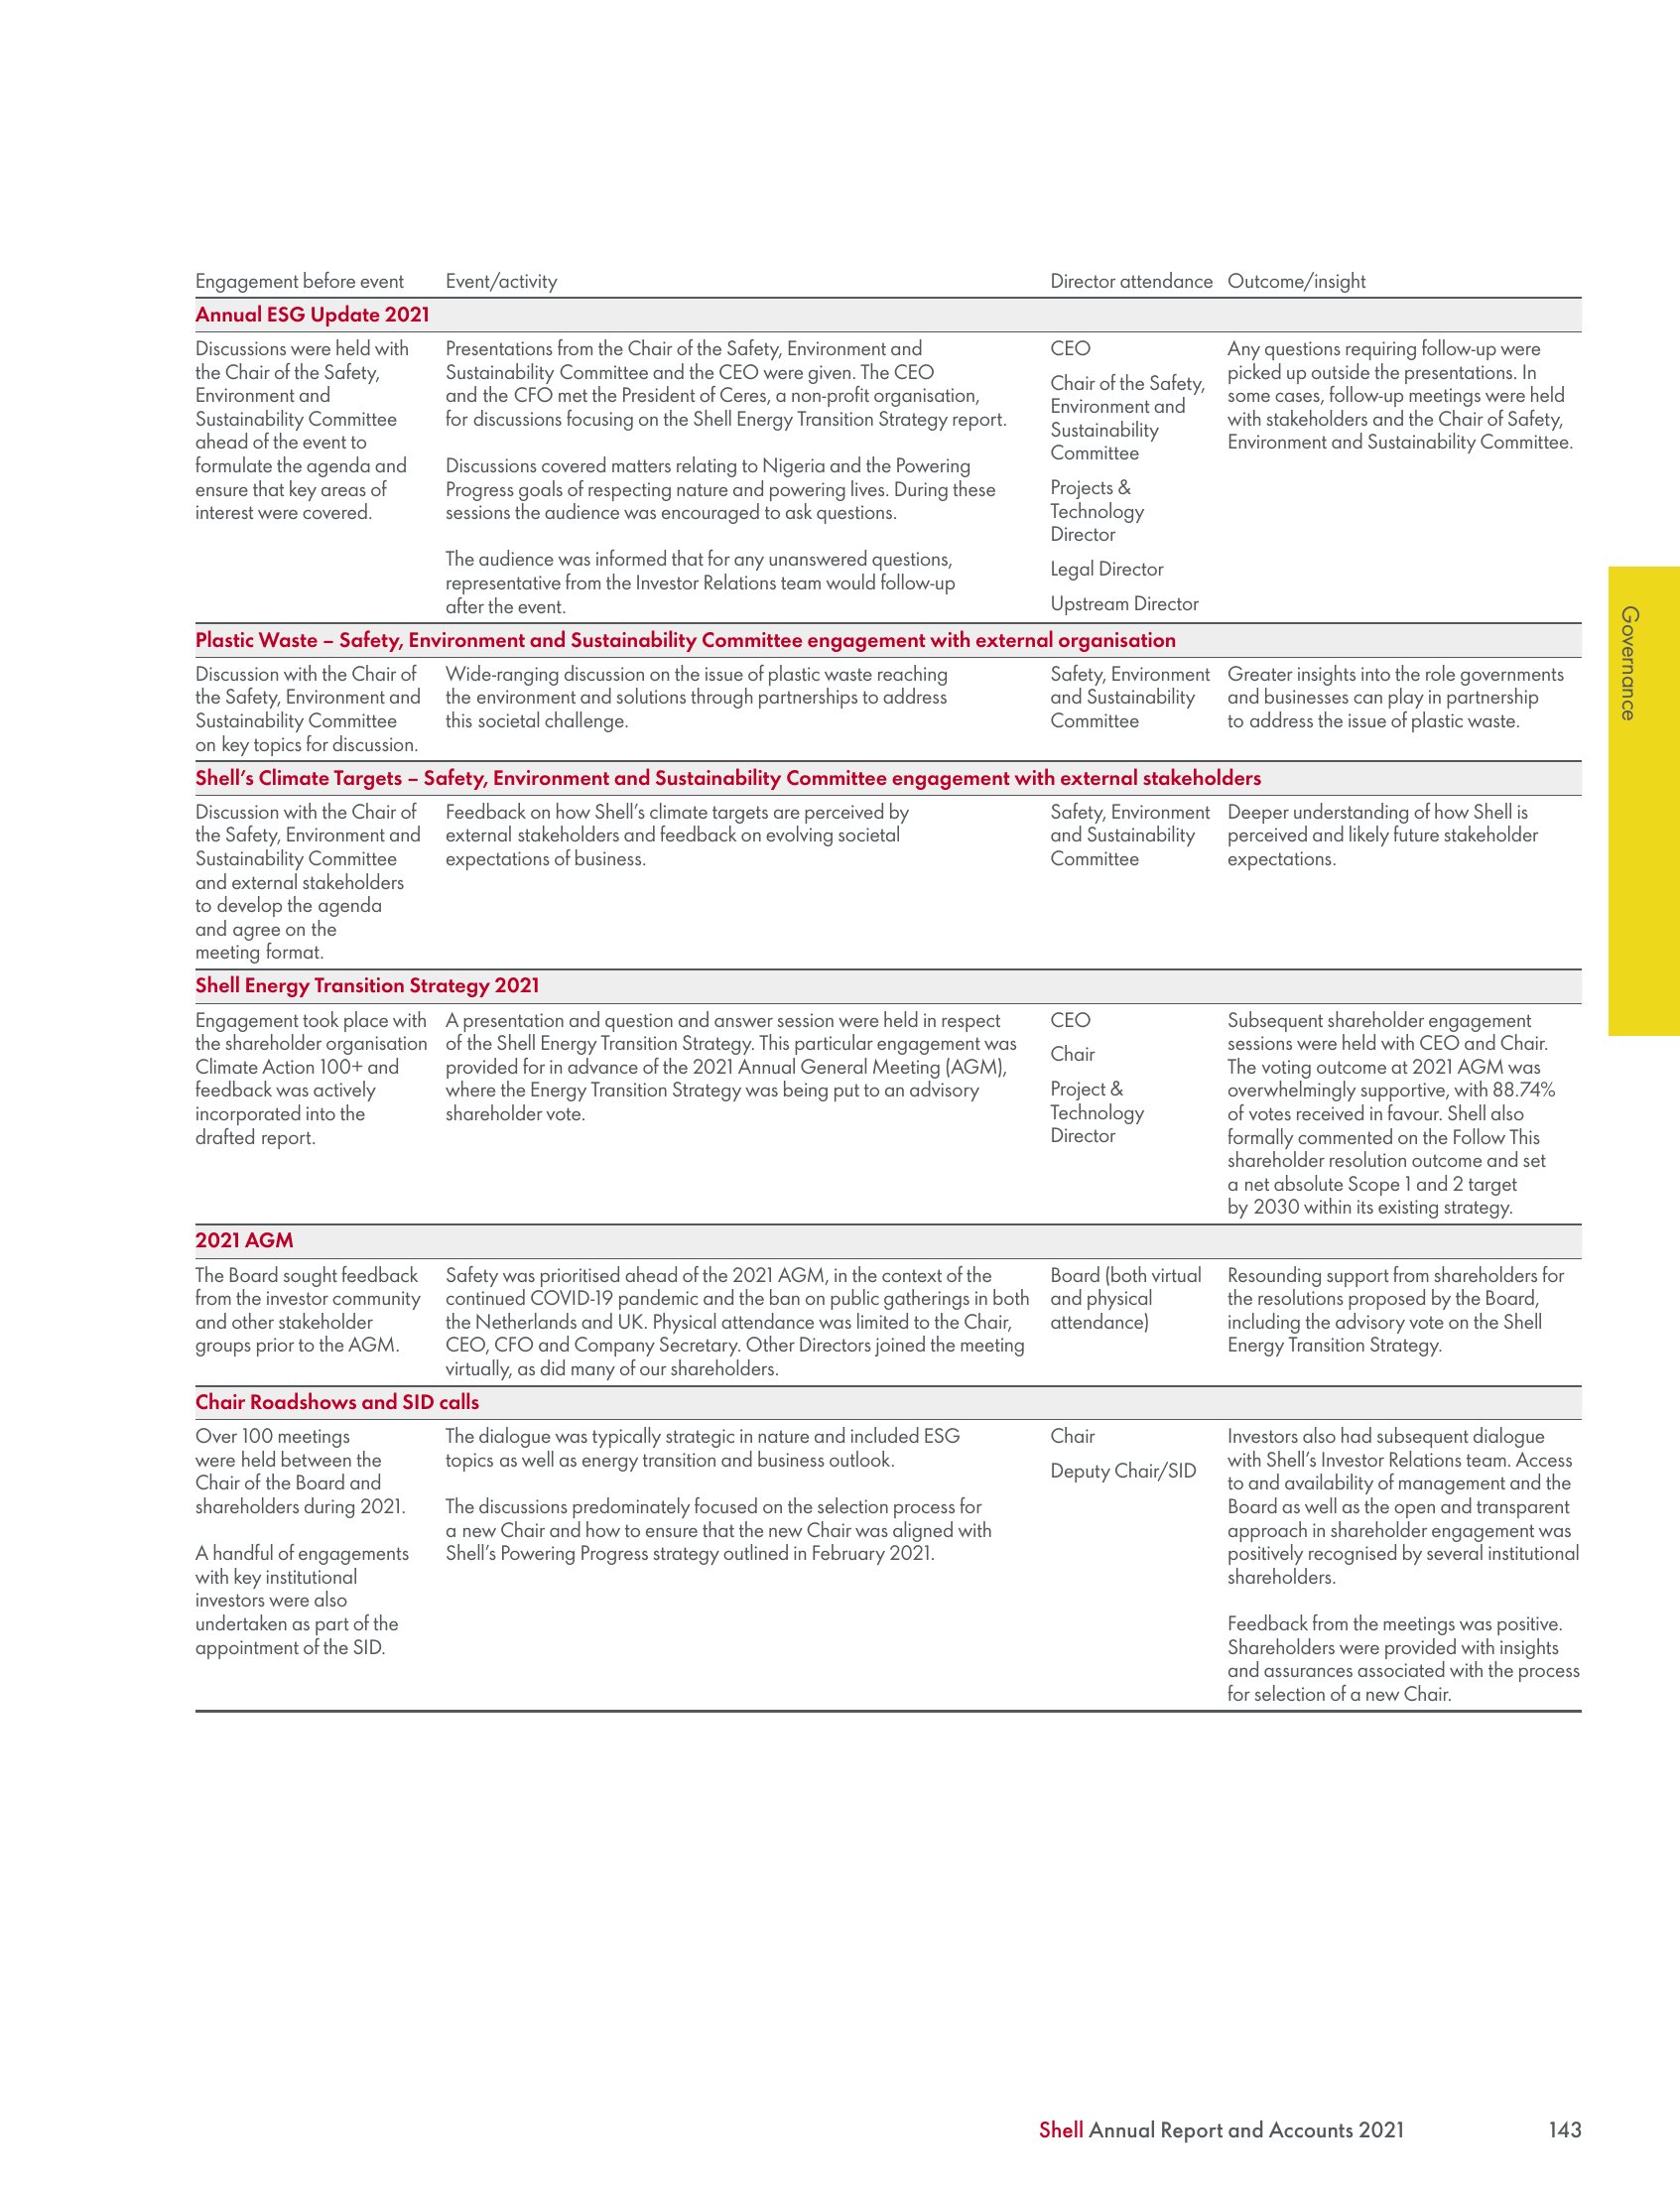 Engagement before event
Event/activity
Director attendance
Outcome/insight
Annual ESG Update 2021
Discussions were held with
the Chair of the Safety,
Environment and
Sustainability Committee
ahead of the event to
formulate the agenda and
ensure that key areas of
interest were covered.
Presentations from the Chair of the Safety, Environment and
Sustainability Committee and the CEO were given. The CEO
and the CFO met the President of Ceres, a non-profit organisation,
for discussions focusing on the Shell Energy Transition Strategy report.
Discussions covered matters relating to Nigeria and the Powering
Progress goals of respecting nature and powering lives. During these
sessions the audience was encouraged to ask questions.
The audience was informed that for any unanswered questions,
representative from the Investor Relations team would follow-up
after the event.
CEO
Chair of the Safety,
Environment and
Sustainability
Committee
Projects &
Technology
Director
Legal Director
Upstream Director
Any questions requiring follow-up were
picked up outside the presentations. In
some cases, follow-up meetings were held
with stakeholders and the Chair of Safety,
Environment and Sustainability Committee.
Plastic Waste – Safety, Environment and Sustainability Committee engagement with external organisation
Discussion with the Chair of
the Safety, Environment and
Sustainability Committee
on key topics for discussion.
Wide-ranging discussion on the issue of plastic waste reaching
the environment and solutions through partnerships to address
this societal challenge.
Safety, Environment
and Sustainability
Committee
Greater insights into the role governments
and businesses can play in partnership
to address the issue of plastic waste.
Shell’s Climate Targets – Safety, Environment and Sustainability Committee engagement with external stakeholders
Discussion with the Chair of
the Safety, Environment and
Sustainability Committee
and external stakeholders
to develop the agenda
and agree on the
meeting format.
Feedback on how Shell’s climate targets are perceived by
external stakeholders and feedback on evolving societal
expectations of business.
Safety, Environment
and Sustainability
Committee
Deeper understanding of how Shell is
perceived and likely future stakeholder
expectations.
Shell Energy Transition Strategy 2021
Engagement took place with
the shareholder organisation
Climate Action 100+ and
feedback was actively
incorporated into the
drafted report.
A presentation and question and answer session were held in respect
of the Shell Energy Transition Strategy. This particular engagement was
provided for in advance of the 2021 Annual General Meeting (AGM),
where the Energy Transition Strategy was being put to an advisory
shareholder vote.
CEO
Chair
Project &
Technology
Director
Subsequent shareholder engagement
sessions were held with CEO and Chair.
The voting outcome at 2021 AGM was
overwhelmingly supportive, with 88.74%
of votes received in favour. Shell also
formally commented on the Follow This
shareholder resolution outcome and set
a net absolute Scope 1 and 2 target
by 2030 within its existing strategy.
2021 AGM
The Board sought feedback
from the investor community
and other stakeholder
groups prior to the AGM.
Safety was prioritised ahead of the 2021 AGM, in the context of the
continued COVID-19 pandemic and the ban on public gatherings in both
the Netherlands and UK. Physical attendance was limited to the Chair,
CEO, CFO and Company Secretary. Other Directors joined the meeting
virtually, as did many of our shareholders.
Board (both virtual
and physical
attendance)
Resounding support from shareholders for
the resolutions proposed by the Board,
including the advisory vote on the Shell
Energy Transition Strategy.
Chair Roadshows and SID calls
Over 100 meetings
were held between the
Chair of the Board and
shareholders during 2021.
A handful of engagements
with key institutional
investors were also
undertaken as part of the
appointment of the SID.
The dialogue was typically strategic in nature and included ESG
topics as well as energy transition and business outlook.
The discussions predominately focused on the selection process for
a new Chair and how to ensure that the new Chair was aligned with
Shell’s Powering Progress strategy outlined in February 2021.
Chair
Deputy Chair/SID
Investors also had subsequent dialogue
with Shell’s Investor Relations team. Access
to and availability of management and the
Board as well as the open and transparent
approach in shareholder engagement was
positively recognised by several institutional
shareholders.
Feedback from the meetings was positive.
Shareholders were provided with insights
and assurances associated with the process
for selection of a new Chair.
Governance
Shell Annual Report and Accounts 2021
143